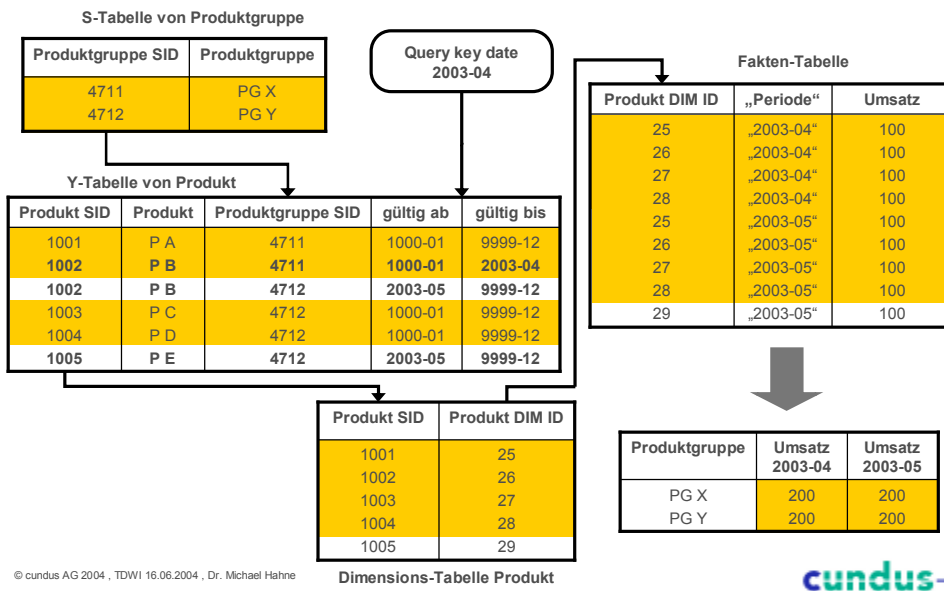 S-Tabelle von Produktgruppe
Produktgruppe SID Produktgruppe
4711 PG X
4712 PG Y
Query key date
2003-04
Fakten-Tabelle
Produkt DIM ID „Periode“ Umsatz
25 „2003-04“ 100
26 „2003-04“ 100
27 „2003-04“ 100
28 „2003-04“ 100
25 „2003-05“ 100
26 „2003-05“ 100
27 „2003-05“ 100
28 „2003-05“ 100
29 „2003-05“ 100
Y-Tabelle von Produkt
Produkt SID Produkt Produktgruppe SID gültig ab gültig bis
1001 P A 4711 1000-01 9999-12
1002 P B 4711 1000-01 2003-04
1002 P B 4712 2003-05 9999-12
1003 P C 4712 1000-01 9999-12
1004 P D 4712 1000-01 9999-12
1005 P E 4712 2003-05 9999-12
Produkt SID Produkt DIM ID
1001 25
1002 26
1003 27
1004 28
1005 29
Dimensions-Tabelle Produkt
Produktgruppe Umsatz 2003-04 Umsatz 2003-05
PG X 200 200
PG Y 200 200
© cundus AG 2004 , TDWI 16.06.2004 , Dr. Michael Hahne
cundus-